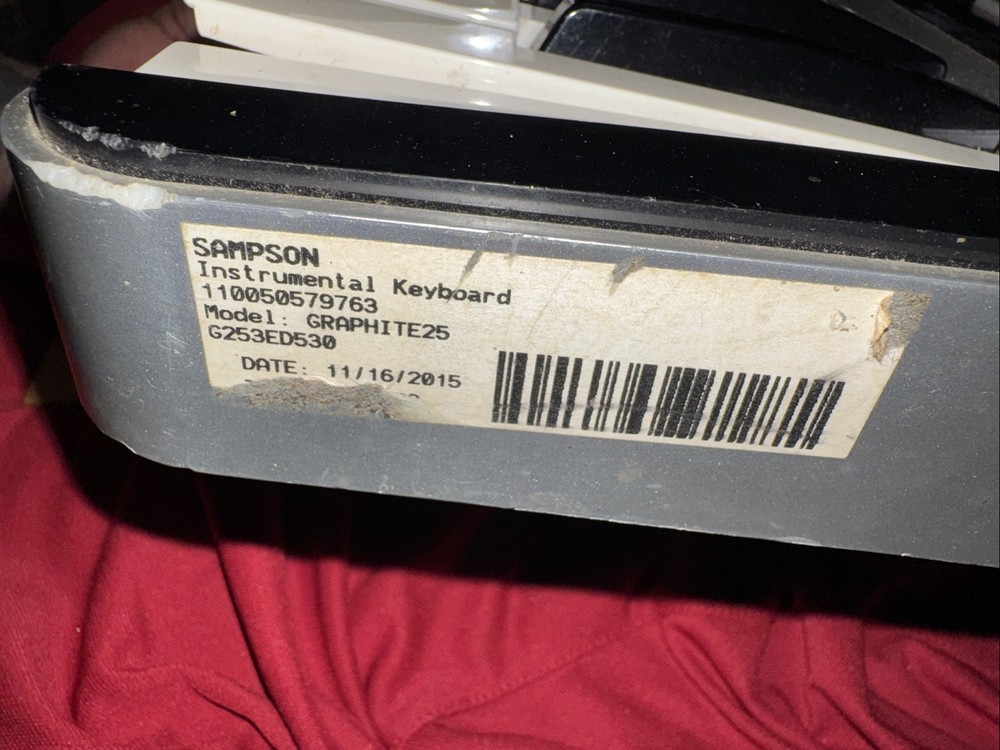 SAMPSON
Instrumental Keyboard
110050579763
Model: GRAPHITE25
G253ED530
DATE: 11/16/2015